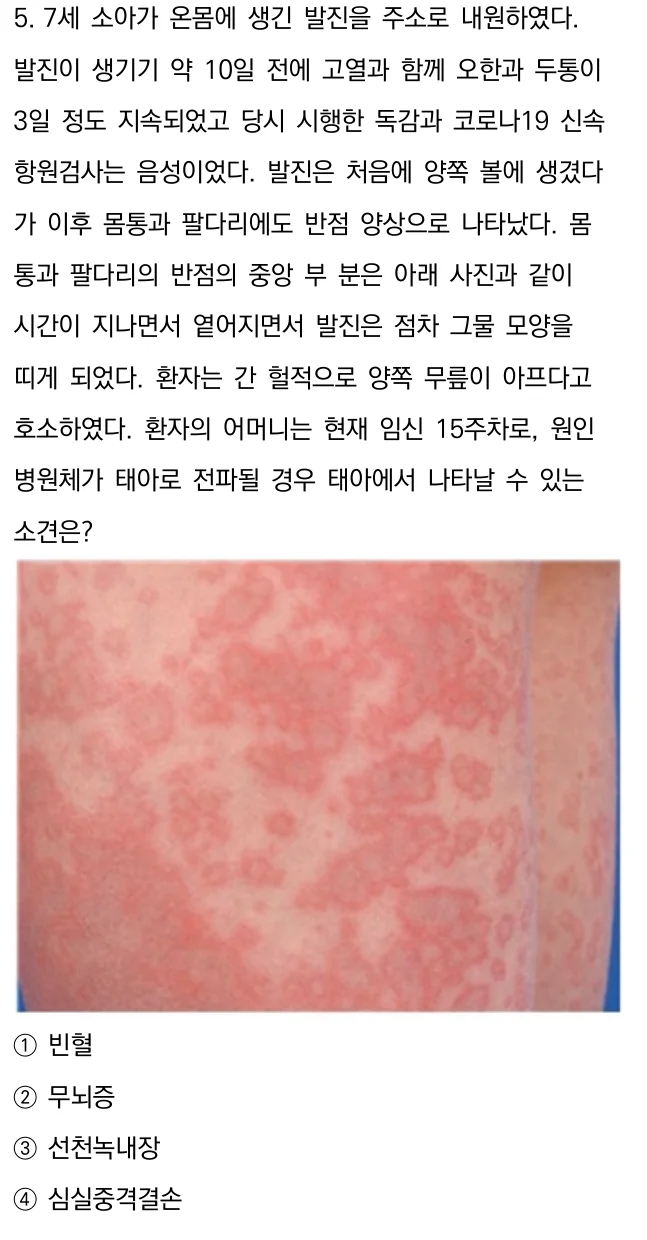 5. 7세 소아가 온몸에 생긴 발진을 주소로 내원하였다.
발진이 생기기 약 10일 전에 고열과 함께 오한과 두통이
3일 정도 지속되었고 당시 시행한 독감과 코로나19 신속
항원검사는 음성이었다. 발진은 처음에 양쪽 볼에 생겼다
가 이후 몸통과 팔다리에도 반점 양상으로 나타났다. 몸
통과 팔다리의 반점의 중앙 부 분은 아래 사진과 같이
시간이 지나면서 옅어지면서 발진은 점차 그물 모양을
띠게 되었다. 환자는 간 헐적으로 양쪽 무릎이 아프다고
호소하였다. 환자의 어머니는 현재 임신 15주차로, 원인
병원체가 태아로 전파될 경우 태아에서 나타날 수 있는
소견은?
① 빈혈
② 무뇌증
③ 선천녹내장
④ 심실중격결손